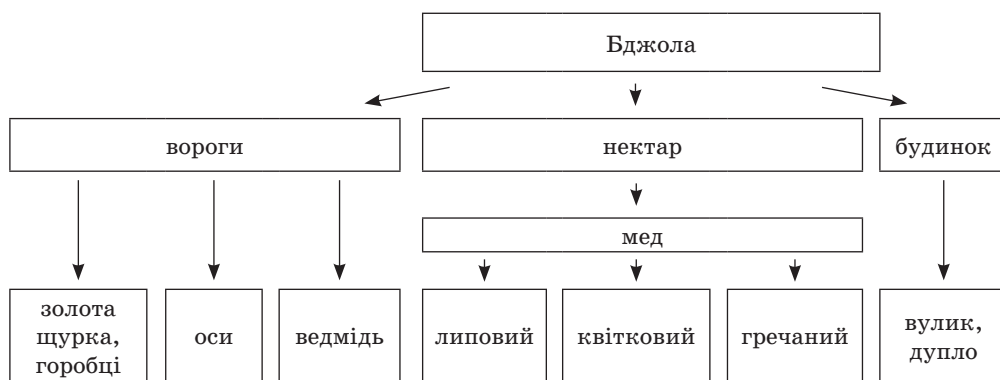 Бджола
вороги
нектар
будинок
мед
золота
щурка,
горобці
оси
ведмідь
липовий
квітковий
гречаний
вулик,
дупло